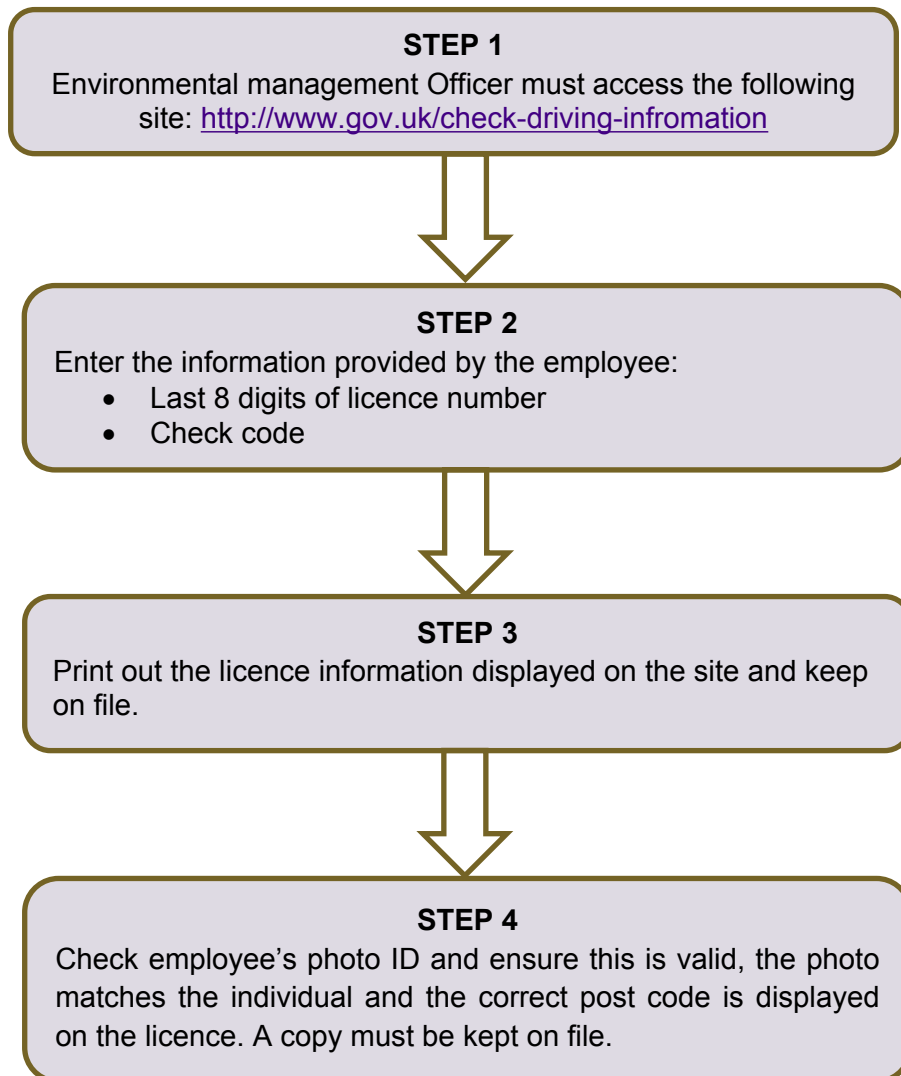 STEP 1
Environmental management Officer must access the following
site: http://www.gov.uk/check-driving-infromation
STEP 2
Enter the information provided by the employee:
• Last 8 digits of licence number
• Check code
STEP 3
Print out the licence information displayed on the site and keep
on file.
STEP 4
Check employee’s photo ID and ensure this is valid, the photo
matches the individual and the correct post code is displayed
on the licence. A copy must be kept on file.